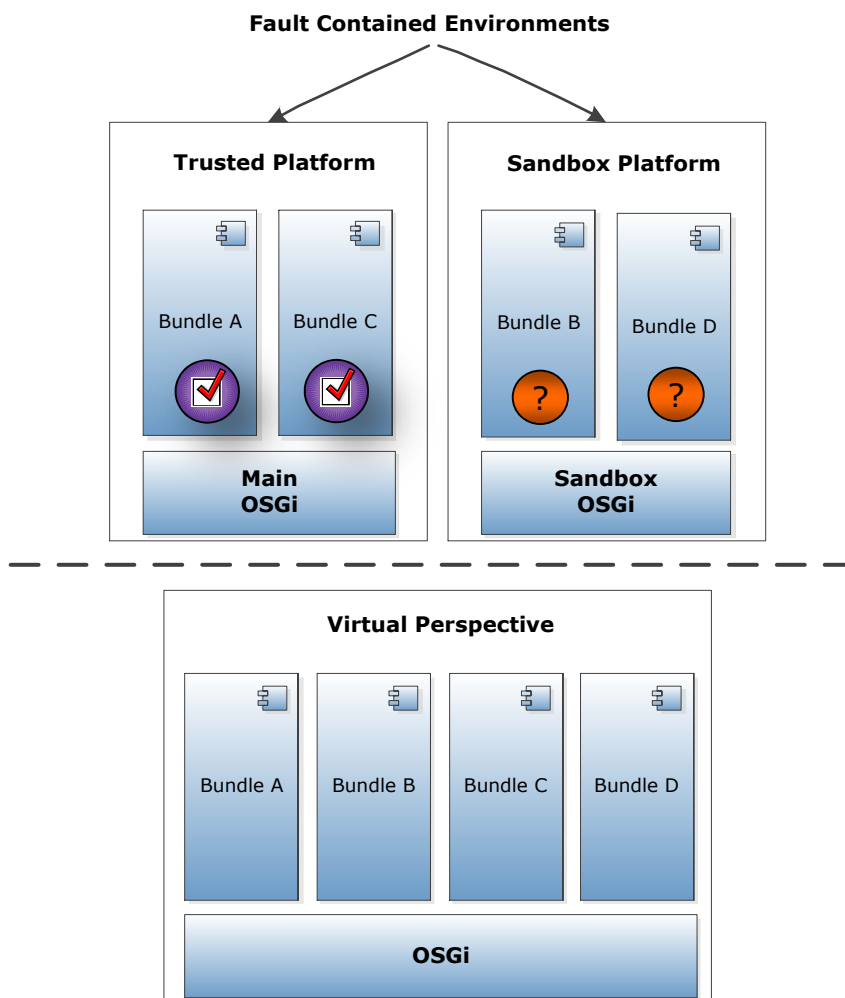 Fault Contained Environments
Trusted Platform
Bundle A
Bundle C
Main
OSGi
Sandbox Platform
Bundle B
Bundle D
?
?
Sandbox
OSGi
Virtual Perspective
Bundle A
Bundle B
Bundle C
Bundle D
OSGi